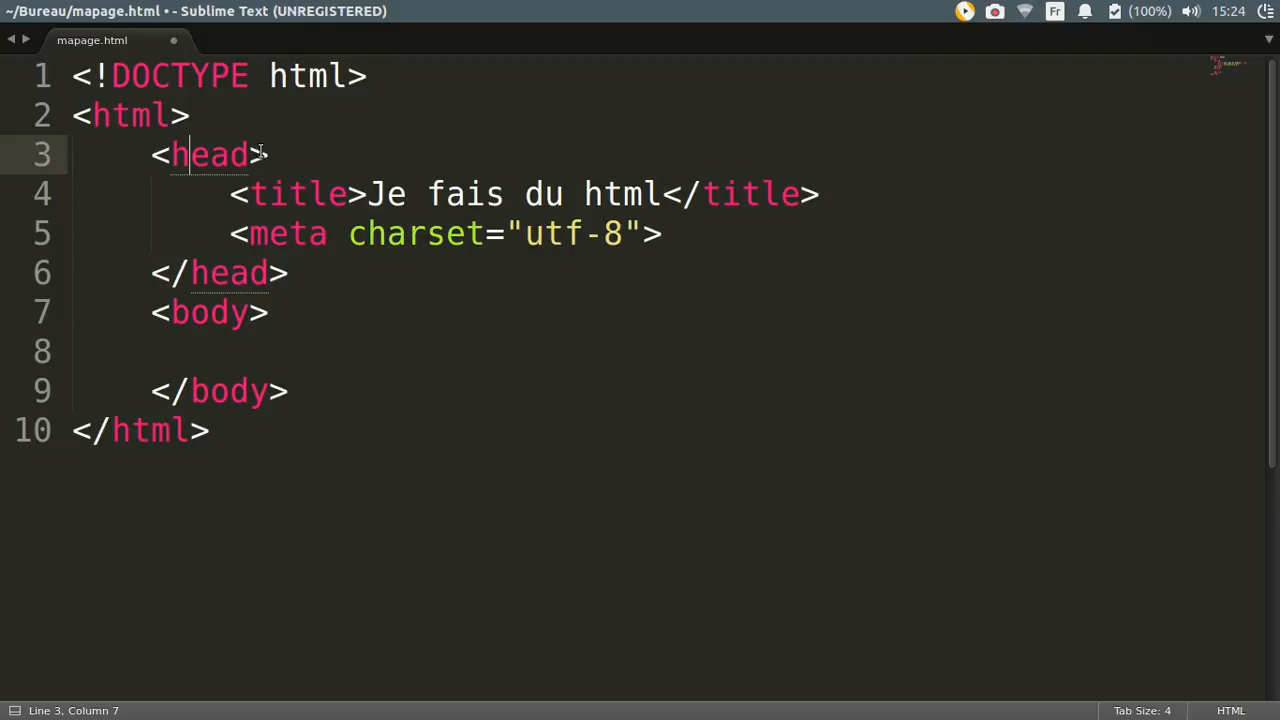 ~/Bureau/mapage.html • - Sublime Text (UNREGISTERED)
Fr
(100%)
15:24
mapage.html
1 <!DOCTYPE html>
2 <html>
3 <head>
4 <title>Je fais du html</title>
5 <meta charset="utf-8">
6 </head>
7 <body>
8
9 </body>
10 </html>
Line 3, Column 7
Tab Size: 4
HTML